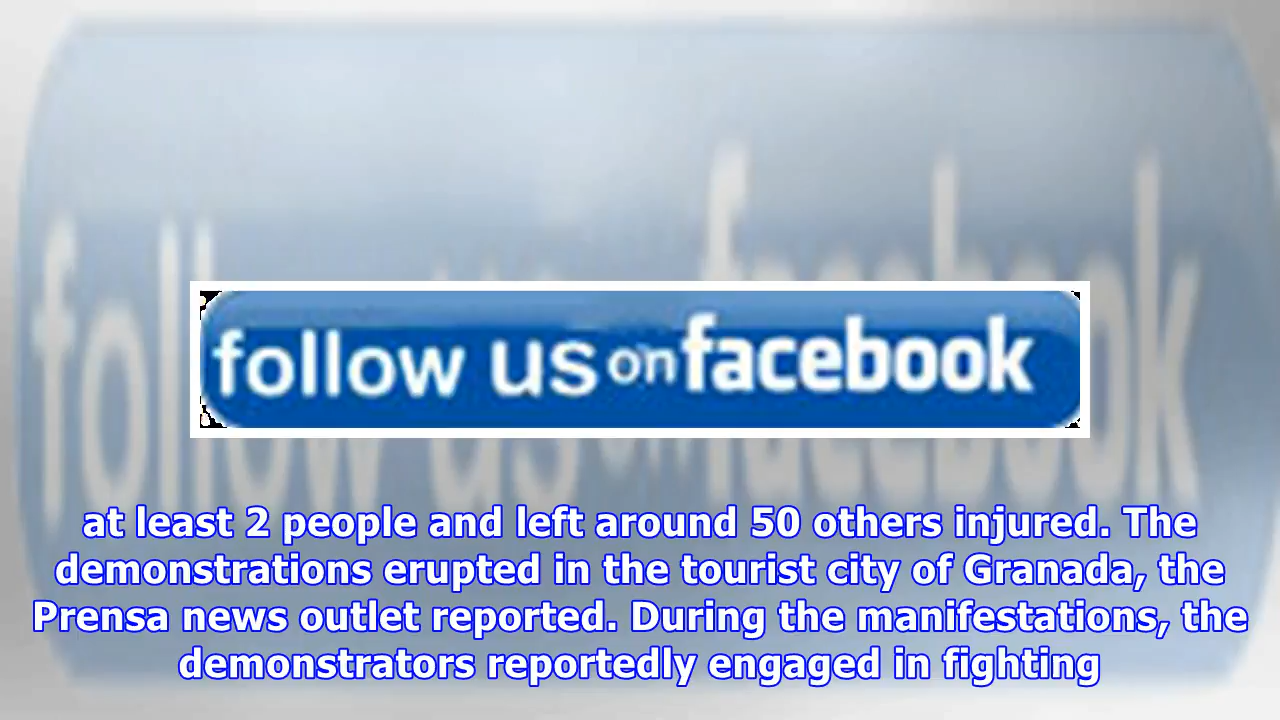 follow us on facebook
at least 2 people and left around 50 others injured. The
demonstrations erupted in the tourist city of Granada, the
Prensa news outlet reported. During the manifestations, the
demonstrators reportedly engaged in fighting